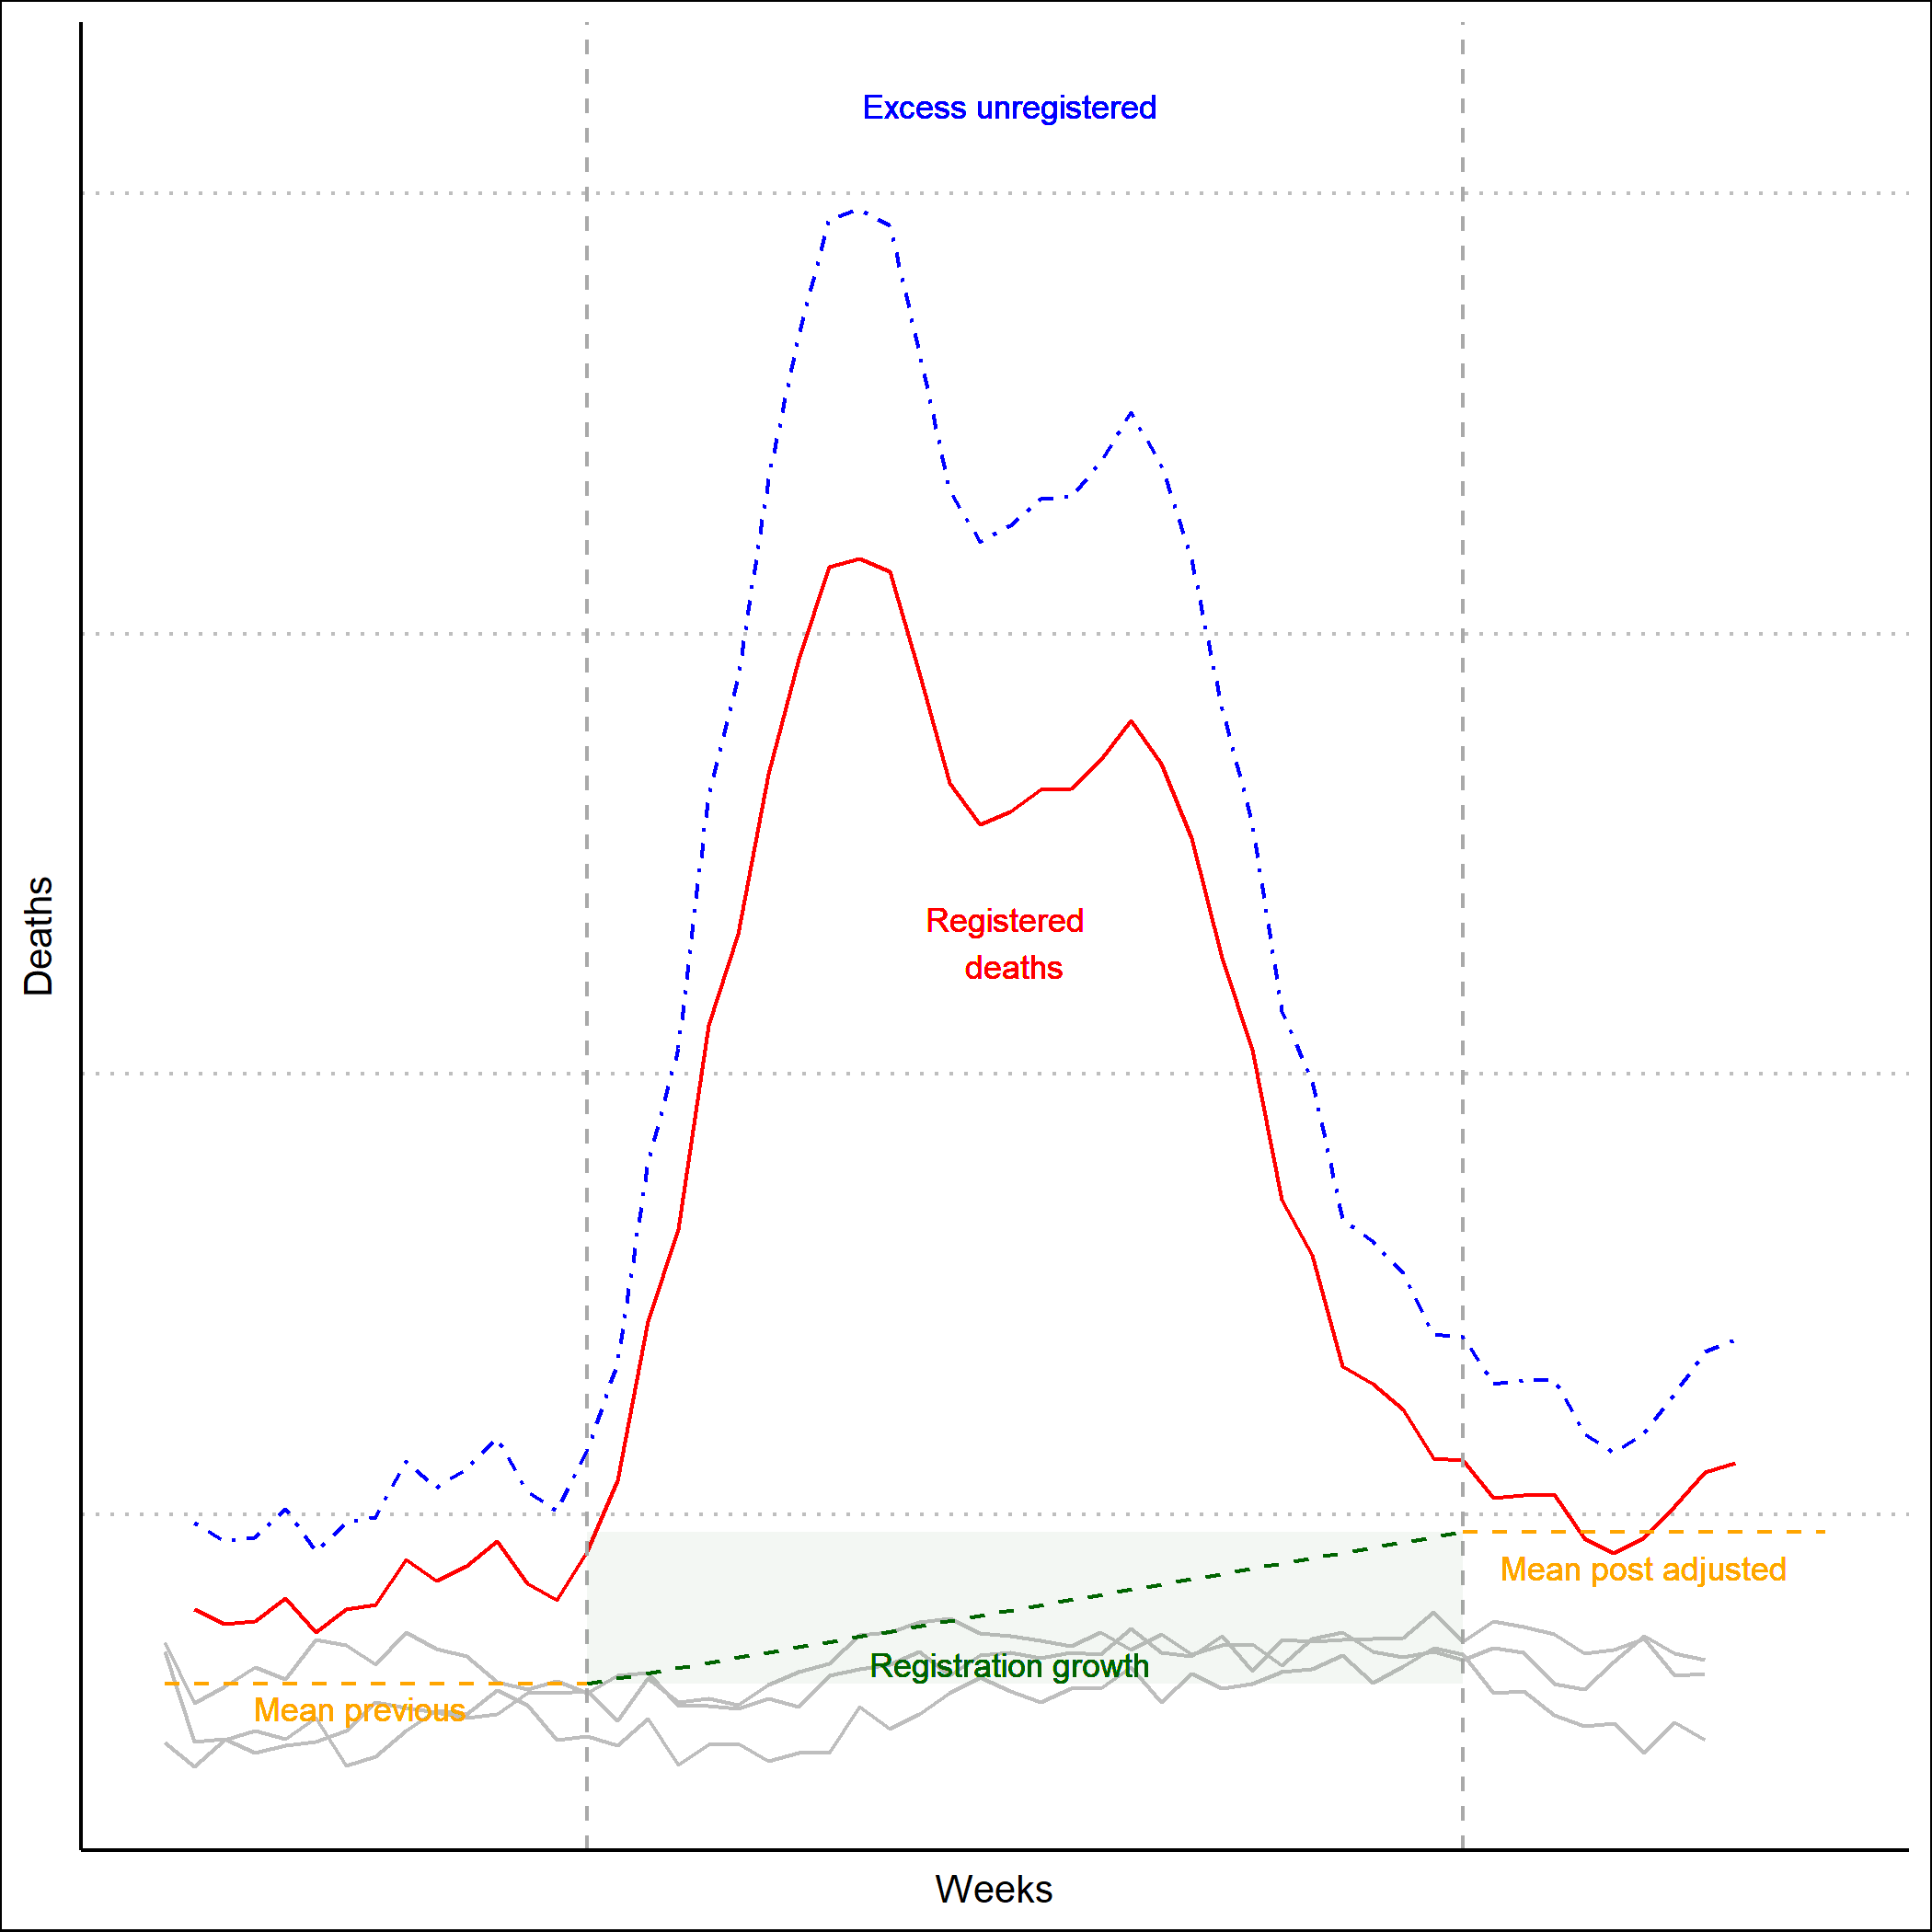 Excess unregistered
Deaths
Registered
deaths
Mean post adjusted
Registration growth
Mean previous
Weeks